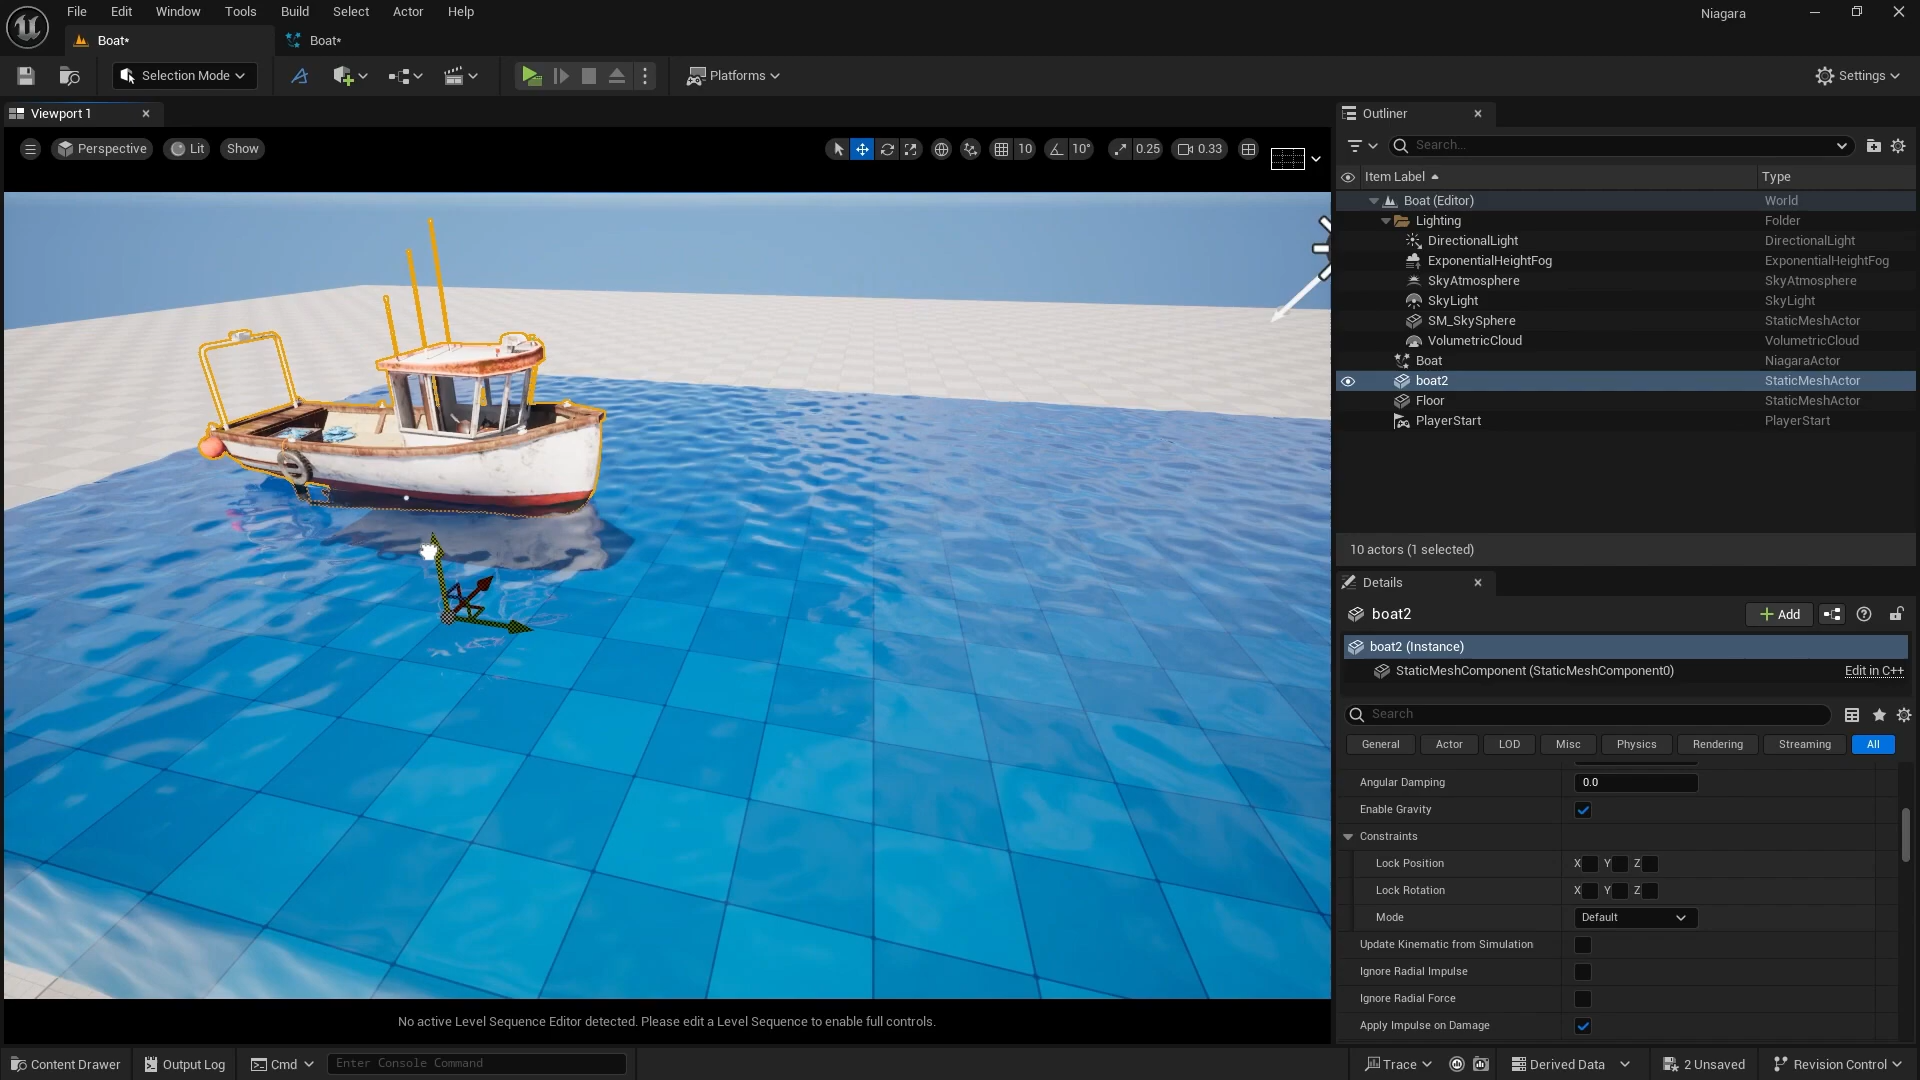 File Edit Window Tools Build Select Actor Help
Niagara
Boat*
Boat*
Selection Mode
Platforms
Settings
Viewport 1
Perspective Lit Show
10 10° 0.25 0.33
No active Level Sequence Editor detected. Please edit a Level Sequence to enable full controls.
Outliner
Search...
Item Label Type
Boat (Editor) World
Lighting Folder
DirectionalLight DirectionalLight
ExponentialHeightFog ExponentialHeightFog
SkyAtmosphere SkyAtmosphere
SkyLight SkyLight
SM_SkySphere StaticMeshActor
VolumetricCloud VolumetricCloud
Boat NiagaraActor
boat2 StaticMeshActor
Floor StaticMeshActor
PlayerStart PlayerStart
10 actors (1 selected)
Details
boat2
Add
boat2 (Instance)
StaticMeshComponent (StaticMeshComponent0) Edit in C++
Search
General Actor LOD Misc Physics Rendering Streaming All
Angular Damping 0.0
Enable Gravity
Constraints
Lock Position X Y Z
Lock Rotation X Y Z
Mode Default
Update Kinematic from Simulation
Ignore Radial Impulse
Ignore Radial Force
Apply Impulse on Damage
Content Drawer Output Log Cmd Enter Console Command
Trace Derived Data 2 Unsaved Revision Control